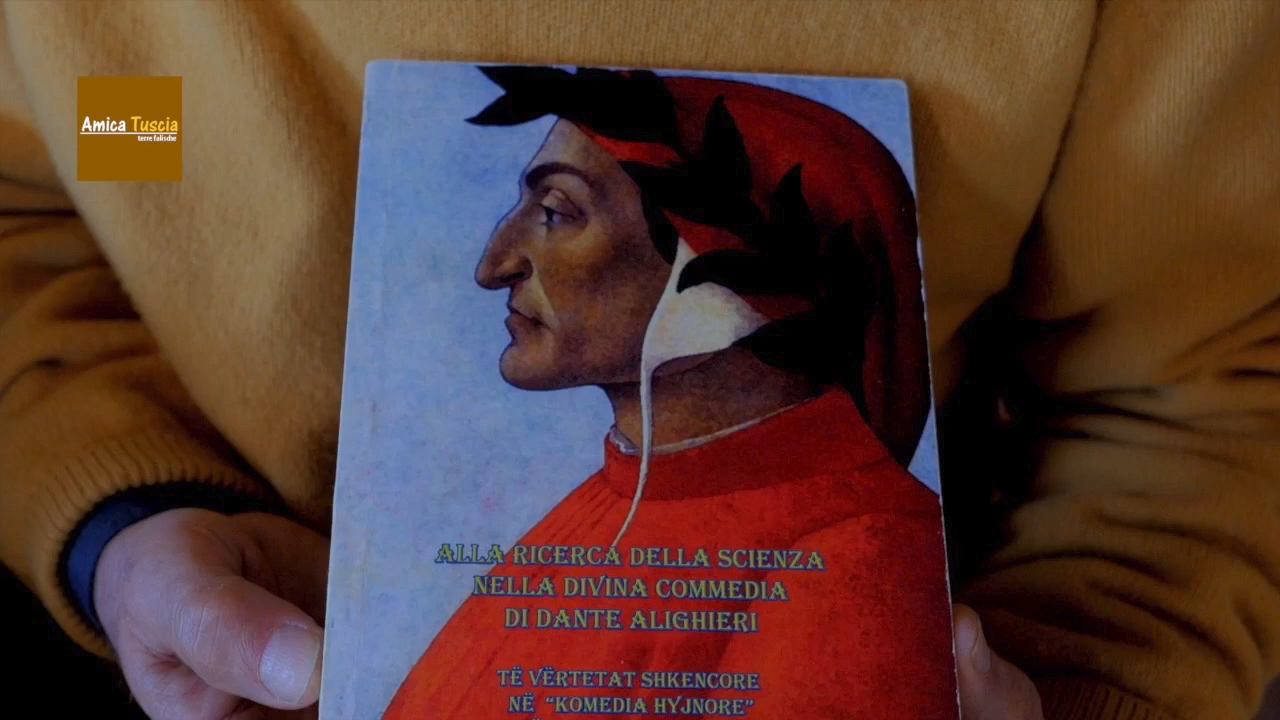 Amica Tuscia
terre falische
ALLA RICERCA DELLA SCIENZA
NELLA DIVINA COMMEDIA
DI DANTE ALIGHIERI
TË VËRTETAT SHKENCORE
NË “KOMEDIA HYJNORE”